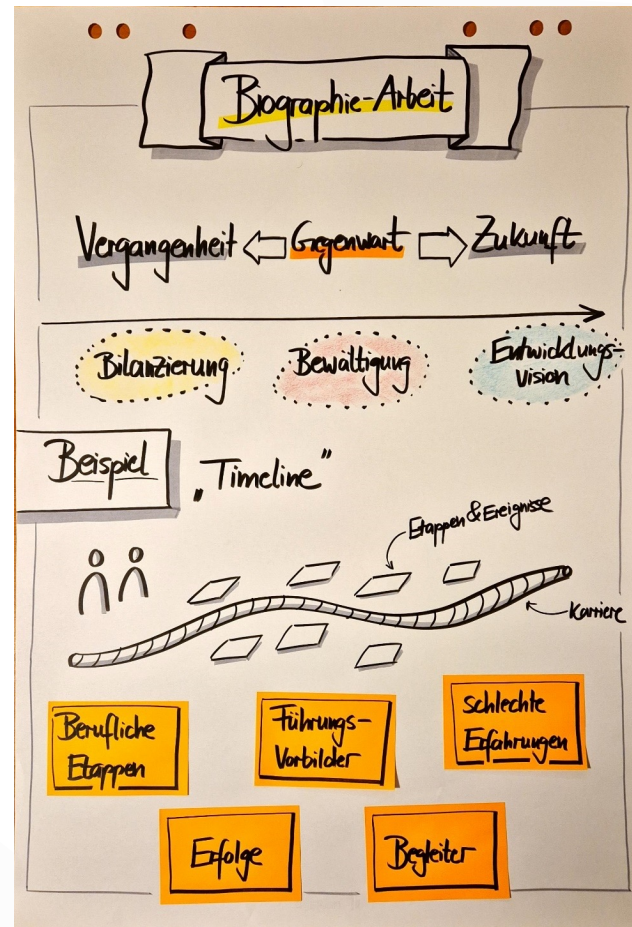 Biographie-Arbeit
Vergangenheit Gegenwart Zukunft
Bilanzierung
Bewältigung
Entwicklungs-
vision
Beispiel
„Timeline"
Etappen & Ereignisse
Karriere
Berufliche
Etappen
Führungs-
Vorbilder
Schlechte
Erfahrungen
Erfolge
Begleiter